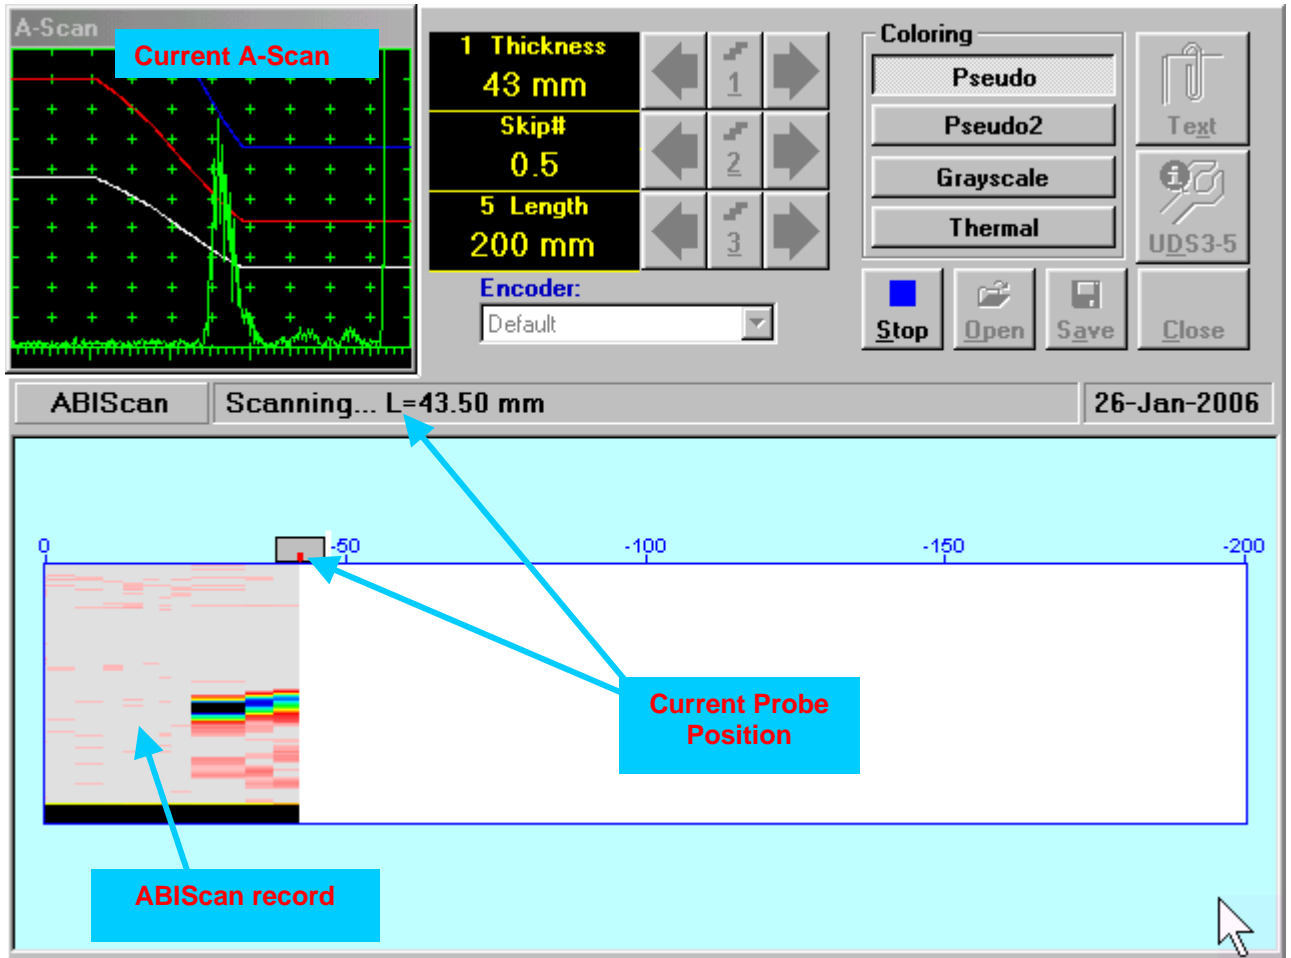 A-Scan
Current A-Scan
1 Thickness
43 mm
1
Skip#
0.5
2
5 Length
200 mm
3
Encoder:
Default
Coloring
Pseudo
Pseudo2
Grayscale
Thermal
Text
UDS3-5
Stop
Open
Save
Close
ABIScan
Scanning... L=43.50 mm
26-Jan-2006
0
-50
-100
-150
-200
Current Probe
Position
ABIScan record